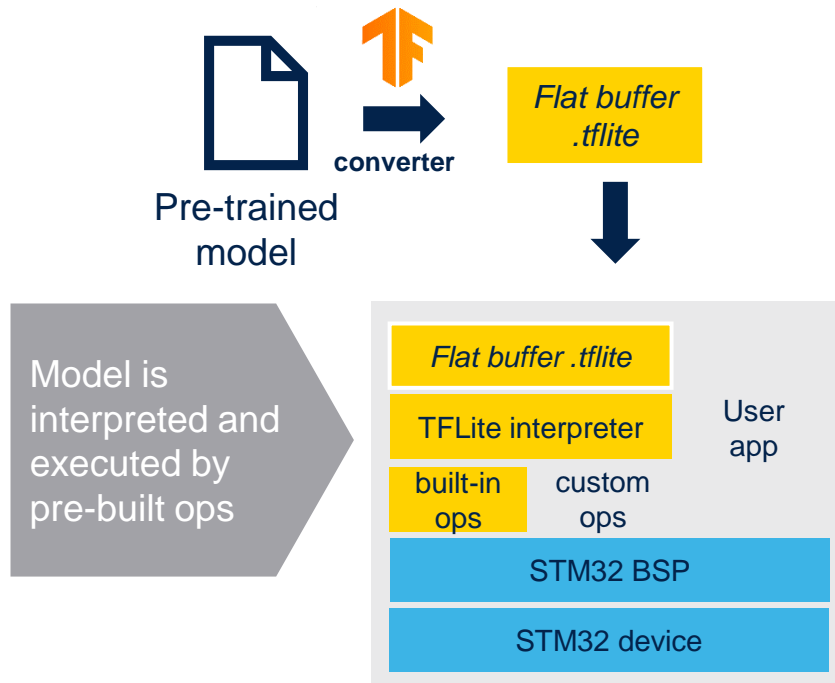 TF
converter
Pre-trained
model
Flat buffer
.tflite
Model is
interpreted and
executed by
pre-built ops
Flat buffer .tflite
TFLite interpreter
User
app
built-in
ops
custom
ops
STM32 BSP
STM32 device